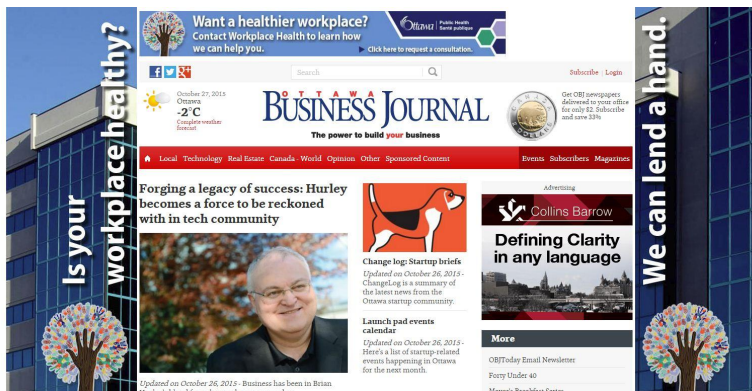 Is your
workplace healthy?
Want a healthier workplace?
Contact Workplace Health to learn how
we can help you.
Ottawa Public Health
Santé publique
Click here to request a consultation.
We can lend a hand.
Search
Subscribe | Login
October 27, 2015
Ottawa
-2°C
Complete weather
forecast
OTTAWA
BUSINESS JOURNAL
The power to build your business
CANADA
2 DOLLARS
Get OBJ newspapers
delivered to your office
for only $2. Subscribe
and save 33%
Local Technology Real Estate Canada - World Opinion Other Sponsored Content
Events Subscribers Magazines
Forging a legacy of success: Hurley
becomes a force to be reckoned
with in tech community
Updated on October 26, 2015 - Business has been in Brian
Change log: Startup briefs
Updated on October 26, 2015 -
ChangeLog is a summary of
the latest news from the
Ottawa startup community.
Launch pad events
calendar
Updated on October 26, 2015 -
Here's a list of startup-related
events happening in Ottawa
for the next month.
Advertising
Collins Barrow
Defining Clarity
in any language
More
OBJToday Email Newsletter
Forty Under 40